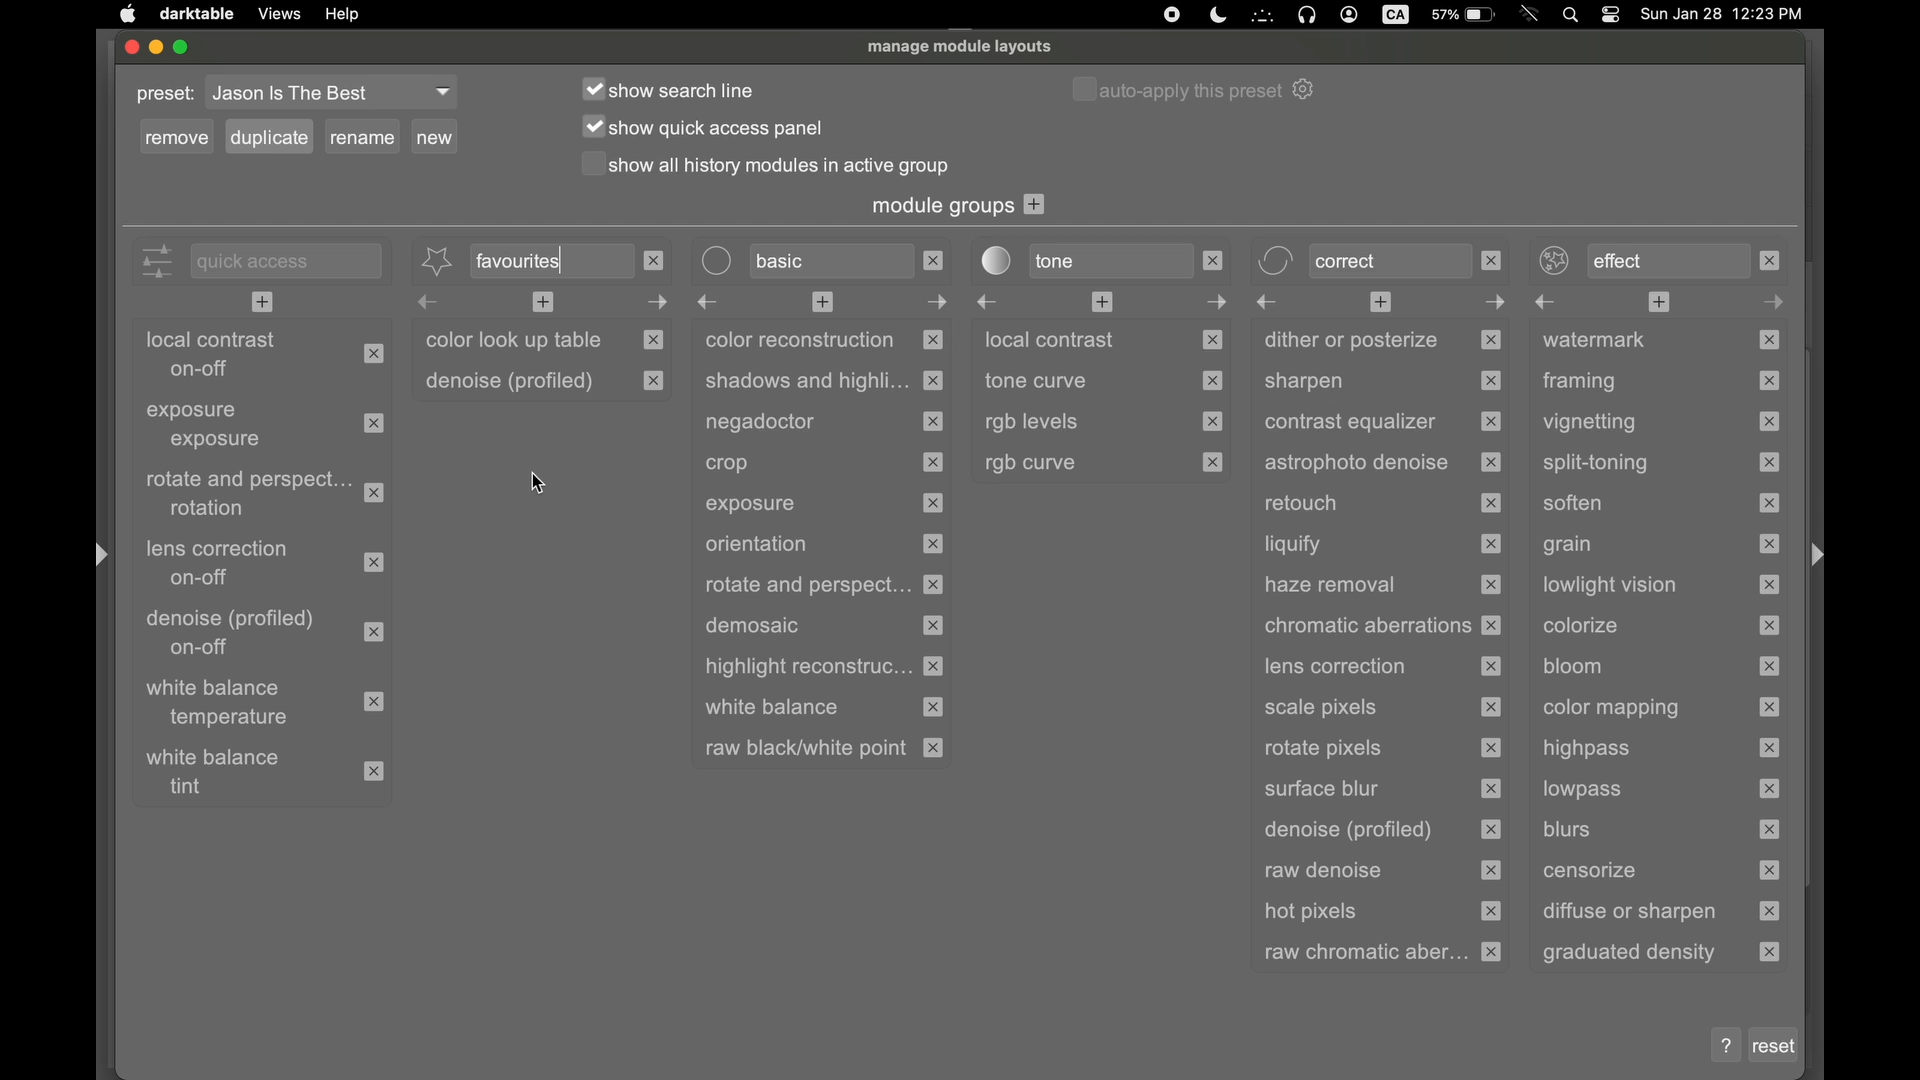 darktable Views Help CA 57% Sun Jan 28 12:23 PM
manage module layouts
preset: Jason Is The Best
remove duplicate rename new
show search line
show quick access panel
show all history modules in active group
auto-apply this preset
module groups +
quick access
+
local contrast
on-off
exposure
exposure
rotate and perspect...
rotation
lens correction
on-off
denoise (profiled)
on-off
white balance
temperature
white balance
tint
favourites
+
color look up table
denoise (profiled)
basic
+
color reconstruction
shadows and highli...
negadoctor
crop
exposure
orientation
rotate and perspect...
demosaic
highlight reconstruc...
white balance
raw black/white point
tone
+
local contrast
tone curve
rgb levels
rgb curve
correct
+
dither or posterize
sharpen
contrast equalizer
astrophoto denoise
retouch
liquify
haze removal
chromatic aberrations
lens correction
scale pixels
rotate pixels
surface blur
denoise (profiled)
raw denoise
hot pixels
raw chromatic aber...
effect
+
watermark
framing
vignetting
split-toning
soften
grain
lowlight vision
colorize
bloom
color mapping
highpass
lowpass
blurs
censorize
diffuse or sharpen
graduated density
? reset